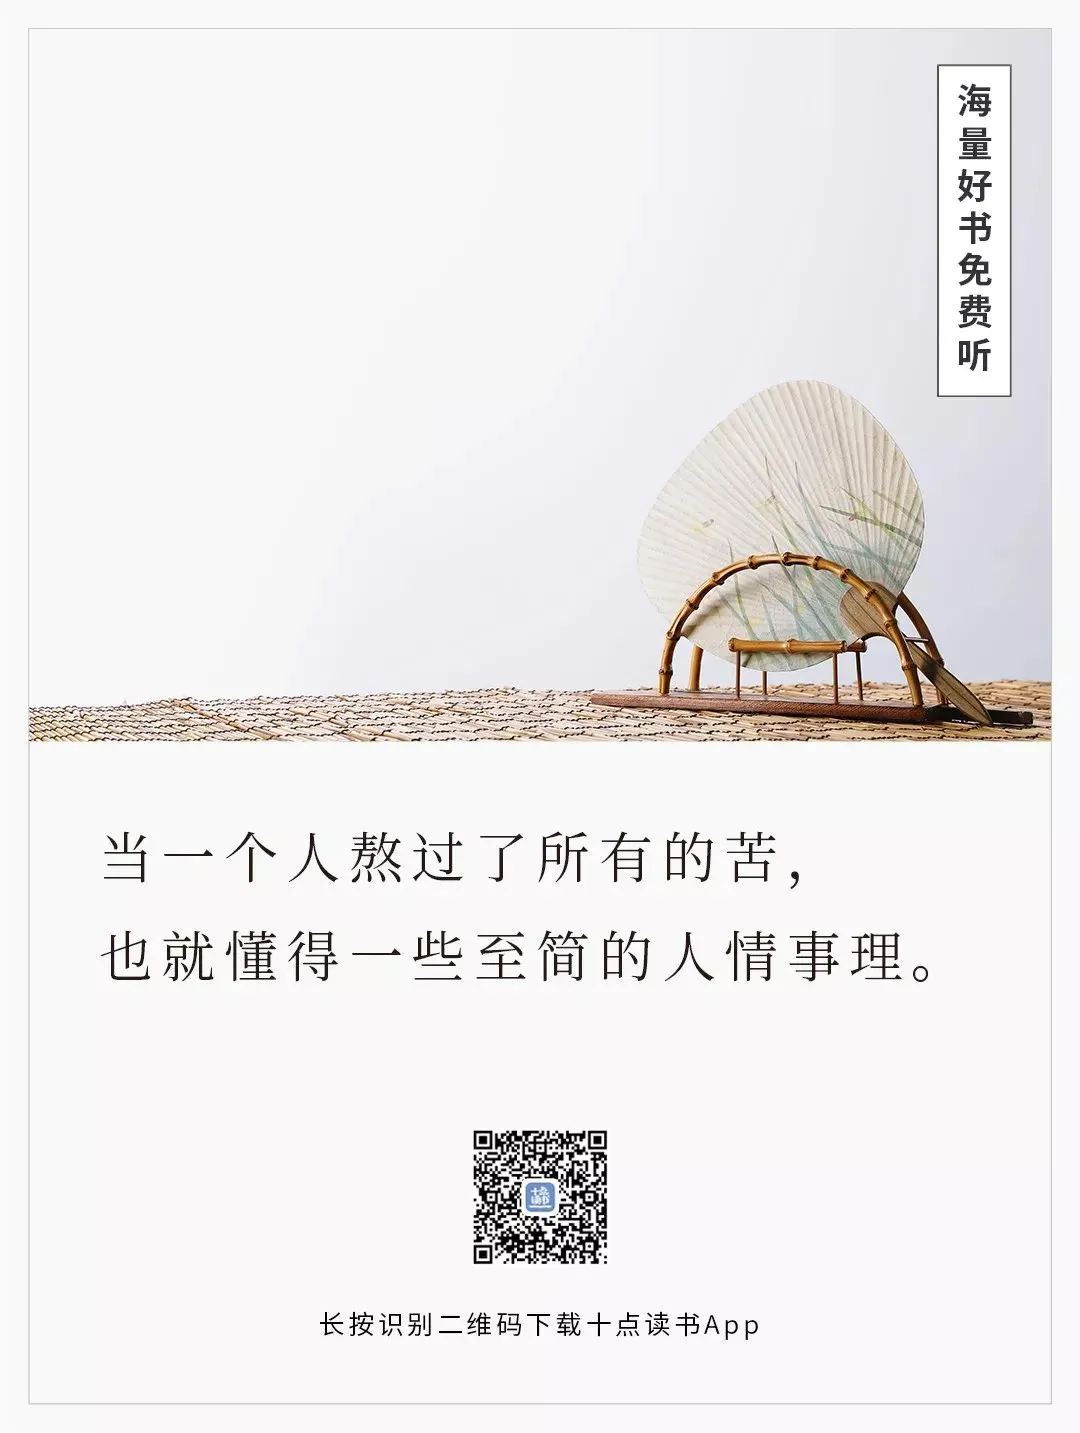 海量好书免费听
当一个人熬过了所有的苦，
也就懂得一些至简的人情事理。
长按识别二维码下载十点读书App